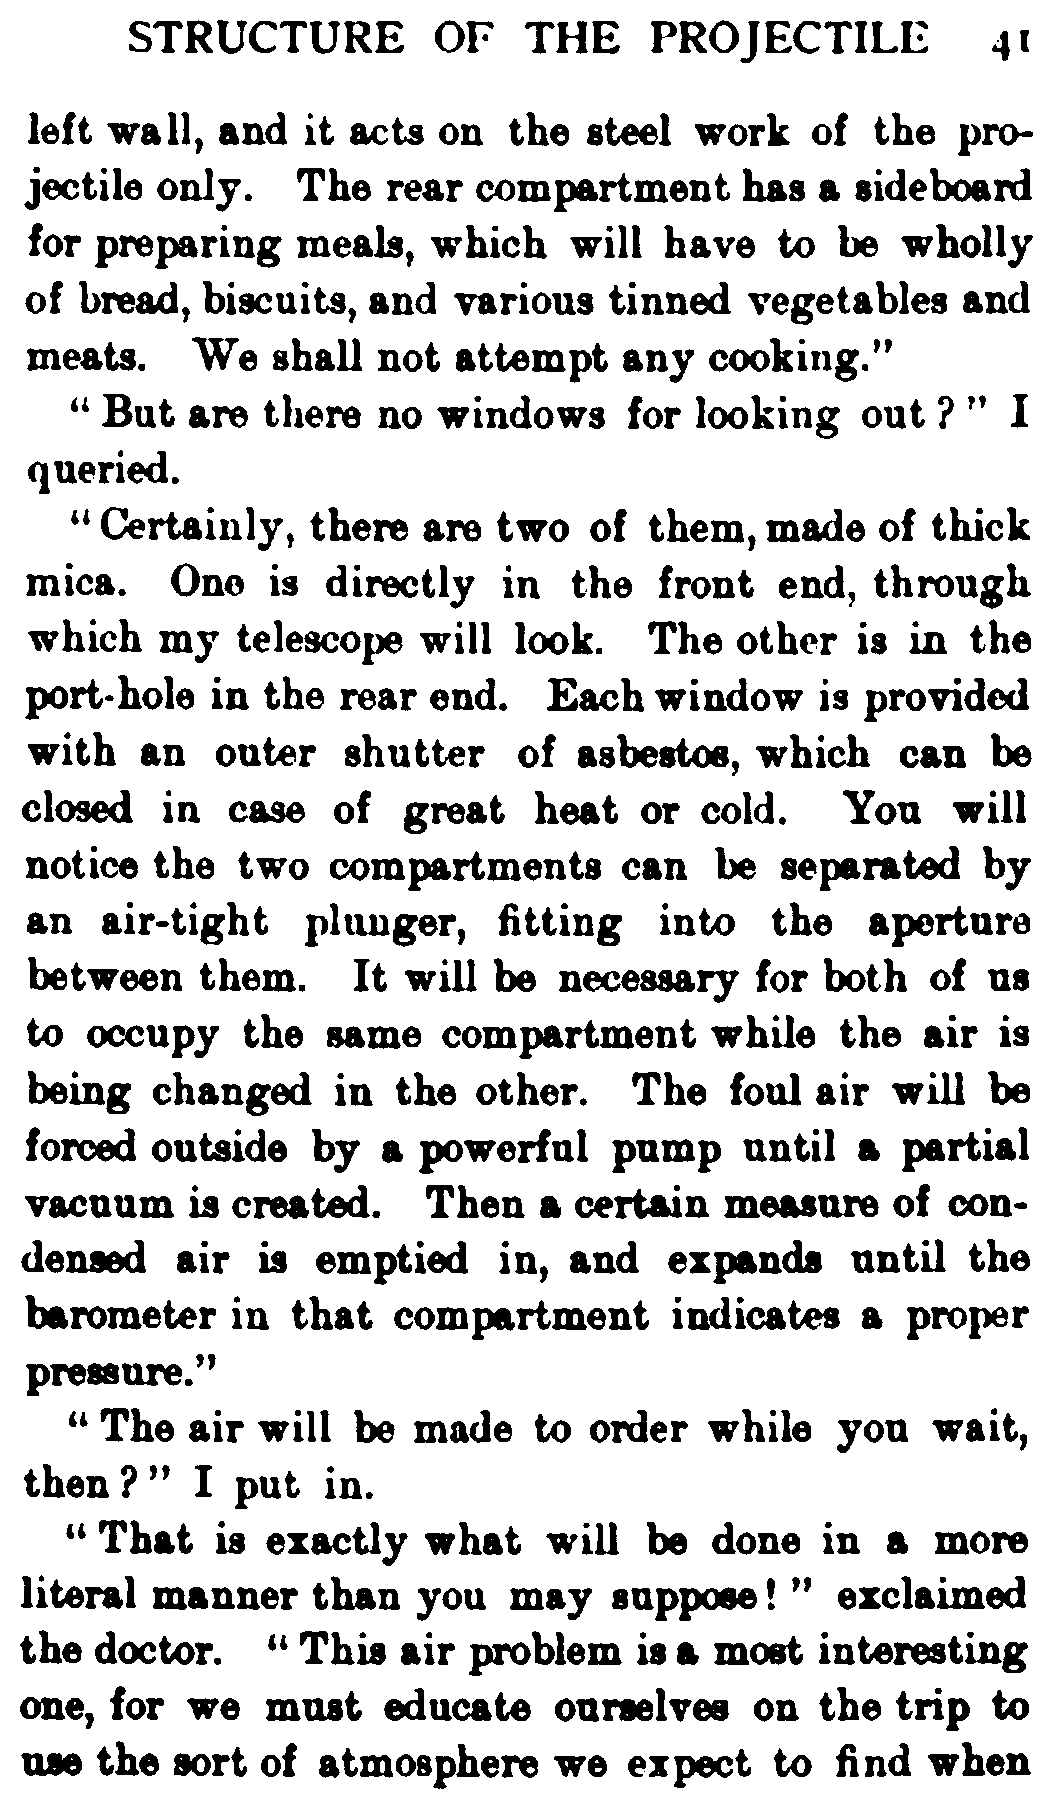 STRUCTURE OF THE PROJECTILE 41
left wall, and it acts on the steel work of the pro-
jectile only. The rear compartment has a sideboard
for preparing meals, which will have to be wholly
of bread, biscuits, and various tinned vegetables and
meats. We shall not attempt any cooking."
"But are there no windows for looking out?" I
queried.
"Certainly, there are two of them, made of thick
mica. One is directly in the front end, through
which my telescope will look. The other is in the
port-hole in the rear end. Each window is provided
with an outer shutter of asbestos, which can be
closed in case of great heat or cold. You will
notice the two compartments can be separated by
an air-tight plunger, fitting into the aperture
between them. It will be necessary for both of us
to occupy the same compartment while the air is
being changed in the other. The foul air will be
forced outside by a powerful pump until a partial
vacuum is created. Then a certain measure of con-
densed air is emptied in, and expands until the
barometer in that compartment indicates a proper
pressure."
"The air will be made to order while you wait,
then?" I put in.
"That is exactly what will be done in a more
literal manner than you may suppose!" exclaimed
the doctor. "This air problem is a most interesting
one, for we must educate ourselves on the trip to
use the sort of atmosphere we expect to find when